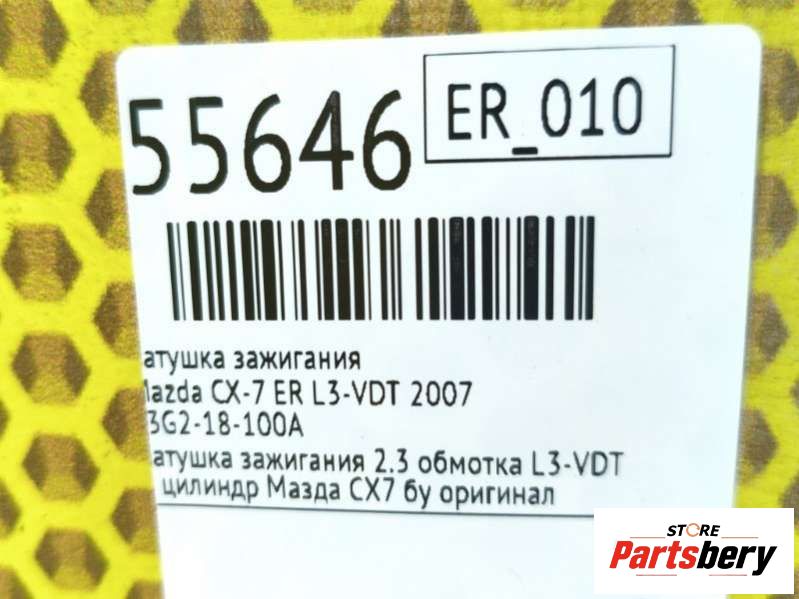 55646
ER_010
атушка зажигания
Mazda CX-7 ER L3-VDT 2007
3G2-18-100A
атушка зажигания 2.3 обмотка L3-VDT
цилиндр Мазда CX7 бу оригинал
STORE
Partsbery